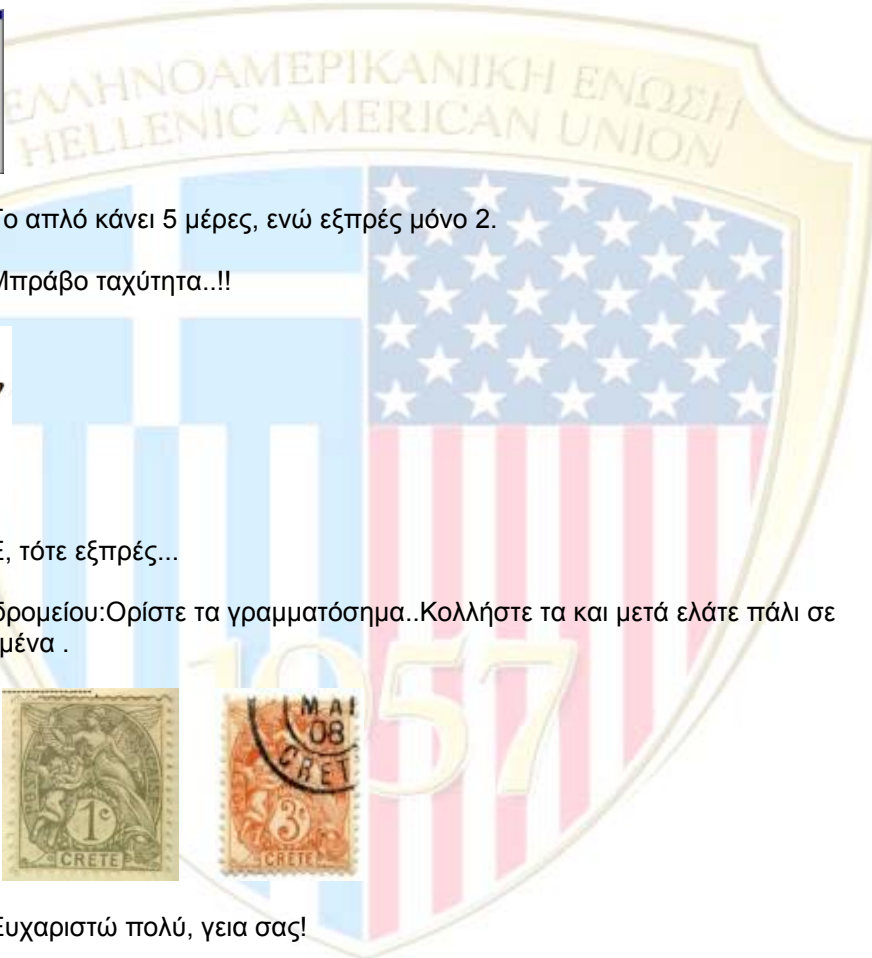 ΕΛΛΗΝΟΑΜΕΡΙΚΑΝΙΚΗ ΕΝΩΣΗ
HELLENIC AMERICAN UNION
Το απλό κάνει 5 μέρες, ενώ εξπρές μόνο 2.
Μπράβο ταχύτητα..!!
Ε, τότε εξπρές...
δρομείου:Ορίστε τα γραμματόσημα..Κολλήστε τα και μετά ελάτε πάλι σε
μένα .
1957
1c
CRETE
MAI
08
CRET
3c
CRETE
Ευχαριστώ πολύ, γεια σας!